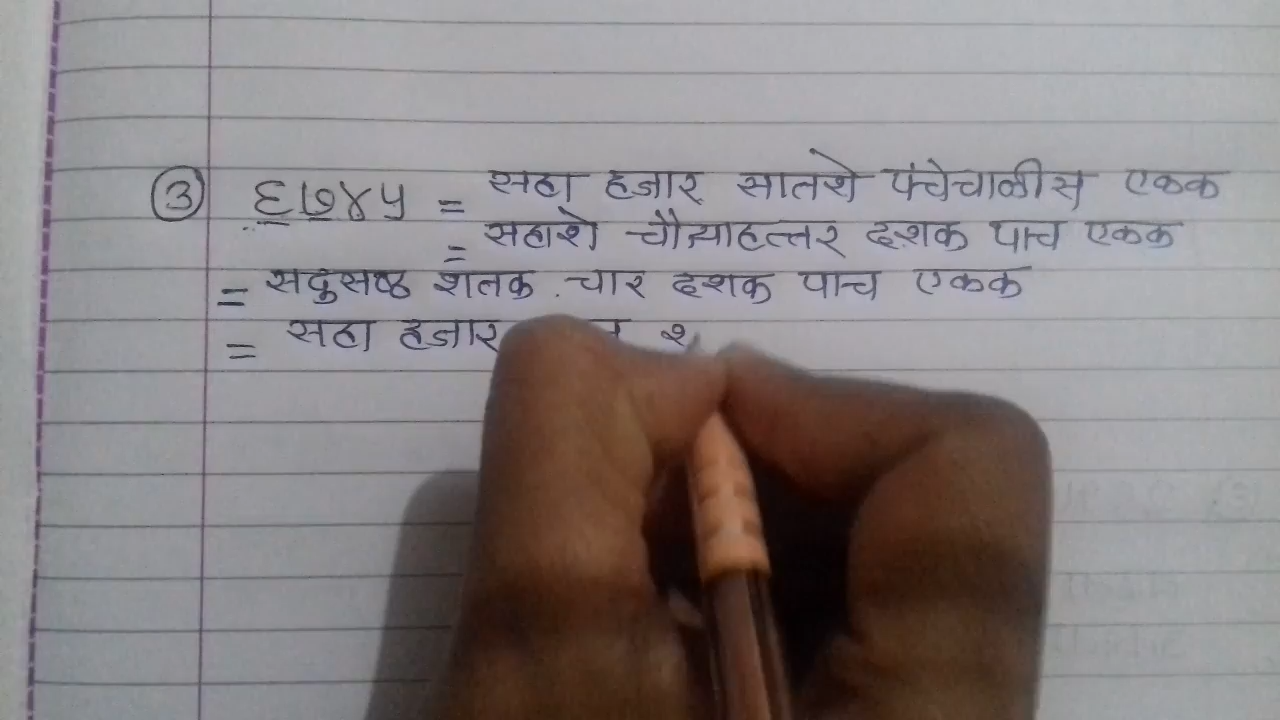 ③ ६७४५ = सहा हजार सातशे पंचेचाळीस एकक
= सहाशे चौऱ्याहत्तर दशक पाच एकक
= सदुसष्ठ शतक चार दशक पाच एकक
= सहा हजार